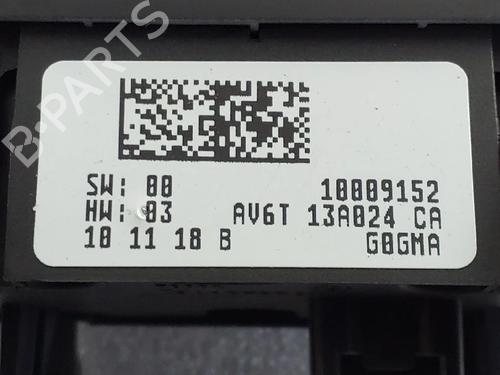 B-PARTS
SW: 00 10009152
HW: 03 AV6T 13A024 CA
10 11 18 B G0GMA